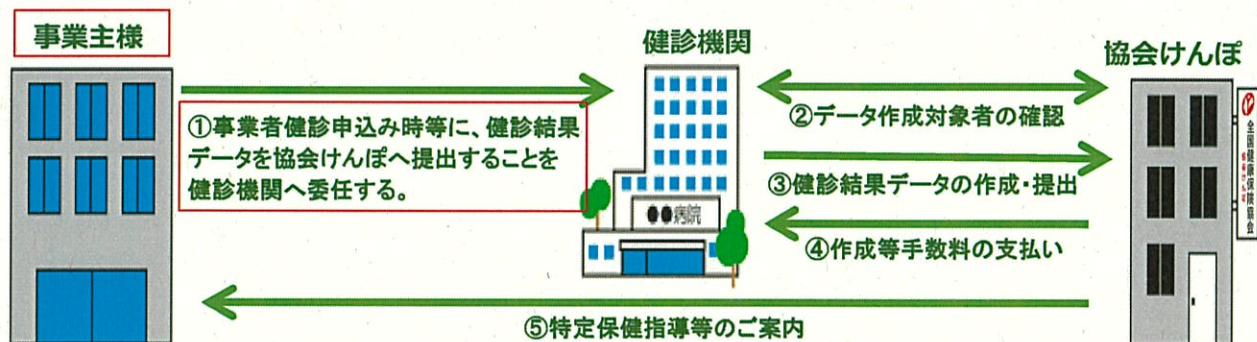 事業主様
健診機関
協会けんぽ
①事業者健診申込み時等に、健診結果
データを協会けんぽへ提出することを
健診機関へ委任する。
②データ作成対象者の確認
③健診結果データの作成・提出
④作成等手数料の支払い
⑤特定保健指導等のご案内
●●病院
全国健康保険協会
協会けんぽ